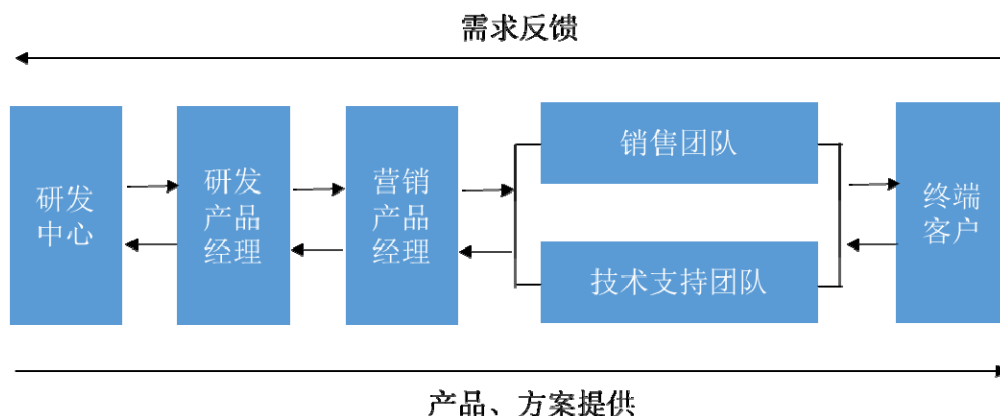 需求反馈
研发
中心
研发
产品
经理
营销
产品
经理
销售团队
技术支持团队
终端
客户
产品、方案提供